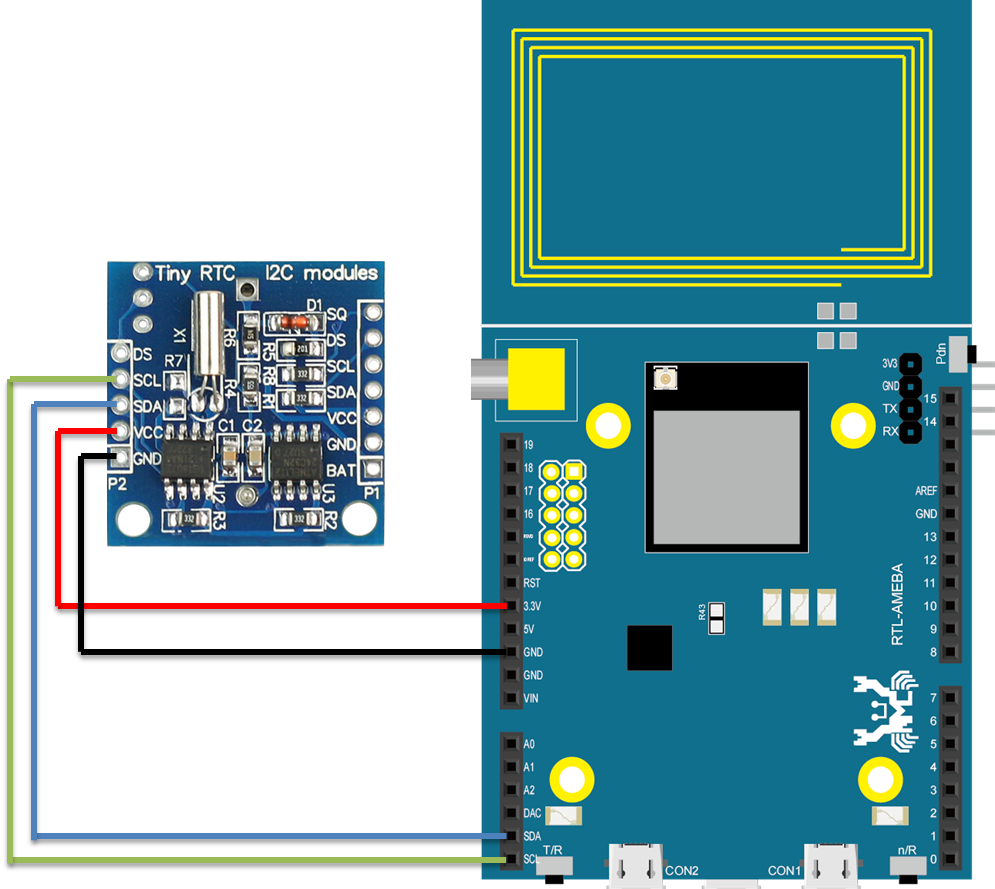 Tiny RTC I2C modules
D1
SQ
DS
SCL
SDA
VCC
GND
BAT
P1
DS
SCL
SDA
VCC
GND
P2
X1
R7
R6
R5
R8
R4
R1
201
332
332
C1 C2
U2
U3
R3
332
332
R2
Pdn
3V3
GND
TX
RX
15
14
AREF
GND
13
12
11
10
9
8
7
6
5
4
3
2
1
0
19
18
17
16
RST
3.3V
5V
GND
GND
VIN
A0
A1
A2
DAC
SDA
SCL
R43
RTL-AMEBA
T/R
CON2
CON1
n/R